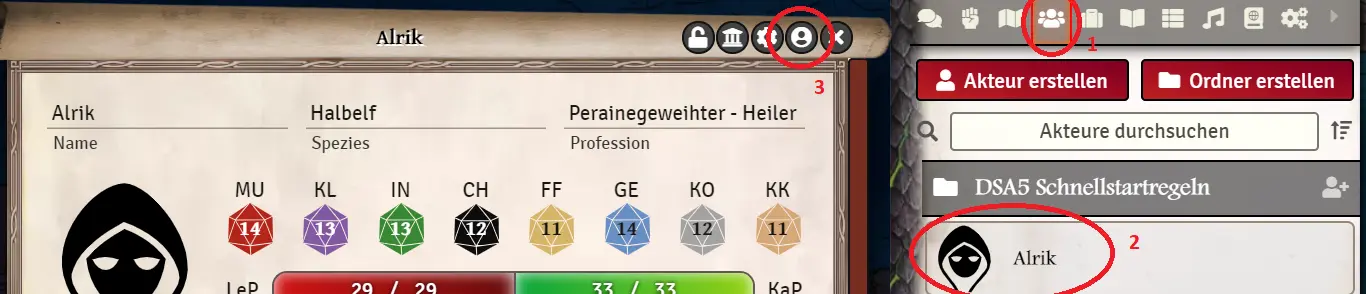 Alrik
3
Alrik
Halbelf
Perainegeweihter - Heiler
Name
Spezies
Profession
MU KL IN CH FF GE KO KK
14 13 13 12 11 14 12 11
LeP 29 / 29 33 / 33 KaP
1
Akteur erstellen
Ordner erstellen
Akteure durchsuchen
DSA5 Schnellstartregeln
Alrik
2